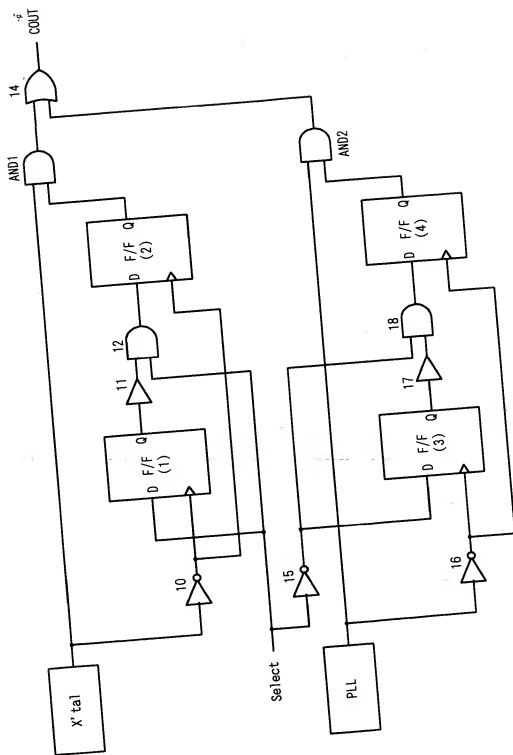 COUT
14
AND1
Q
F/F
(2)
D
12
11
Q
F/F
(1)
D
10
X'tal
AND2
Q
F/F
(4)
D
18
17
Q
F/F
(3)
D
15
16
Select
PLL